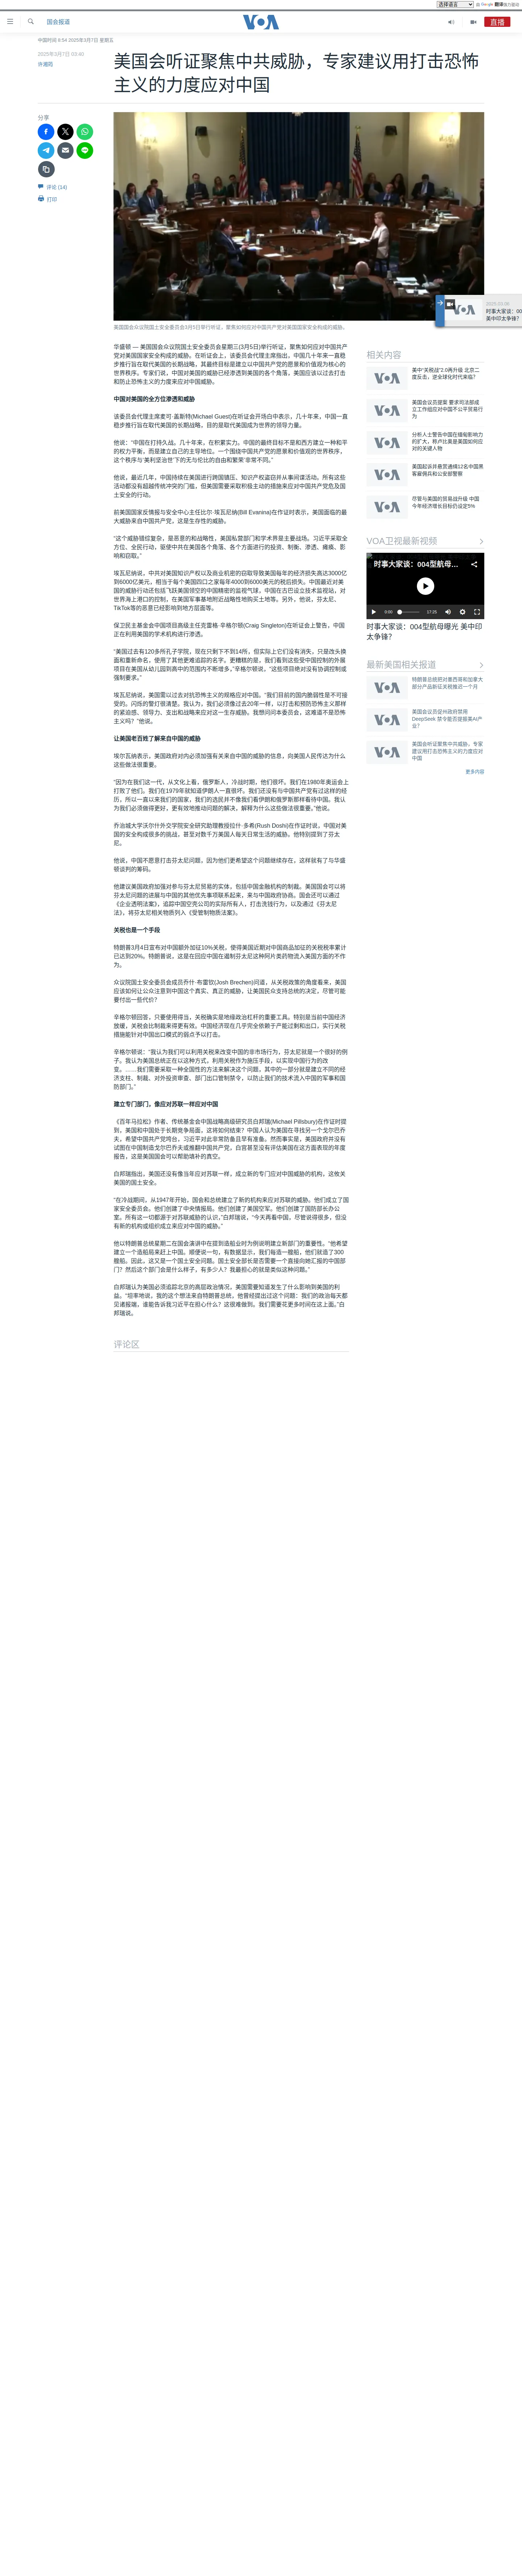 选择语言
由 Google 翻译强力驱动
国会报道
VOA
直播
中国时间 6:54 2025年3月7日 星期五
2025年3月7日 03:40
许湘筠
美国会听证聚焦中共威胁，专家建议用打击恐怖
主义的力度应对中国
分享
评论 (14)
打印
美国国会众议院国土安全委员会3月5日举行听证，聚焦如何应对中国共产党对美国国家安全构成的威胁。
华盛顿 — 美国国会众议院国土安全委员会星期三(3月5日)举行听证，聚焦如何应对中国共产
党对美国国家安全构成的威胁。在听证会上，该委员会代理主席指出，中国几十年来一直稳
步推行旨在取代美国的长期战略，其最终目标是建立以中国共产党的愿景和价值观为核心的
世界秩序。专家们说，中国对美国的威胁已经渗透到美国的各个角落，美国应该以过去打击
和防止恐怖主义的力度来应对中国威胁。
中国对美国的全方位渗透和威胁
该委员会代理主席麦可·盖斯特(Michael Guest)在听证会开场白中表示，几十年来，中国一直
稳步推行旨在取代美国的长期战略，目的是取代美国成为世界的领导力量。
他说：“中国在打持久战。几十年来，在积累实力。中国的最终目标不是和西方建立一种和平
的权力平衡，而是建立自己的主导地位。一个围绕中国共产党的愿景和价值观的世界秩序，
这个秩序与‘美利坚治世’下的无与伦比的自由和繁荣‘非常不同。”
他说，最近几年，中国持续在美国进行跨国镇压、知识产权盗窃并从事间谍活动。所有这些
活动都没有超越传统冲突的门槛，但美国需要采取积极主动的措施来应对中国共产党危及国
土安全的行动。
前美国国家反情报与安全中心主任比尔·埃瓦尼纳(Bill Evanina)在作证时表示，美国面临的最
大威胁来自中国共产党，这是生存性的威胁。
“这个威胁错综复杂，是恶意的和战略性，美国私营部门和学术界是主要战场。习近平采取全
方位、全民行动，驱使中共在美国各个角落、各个方面进行的投资、制衡、渗透、瘫痪、影
响和窃取。”
埃瓦尼纳说，中共对美国知识产权以及商业机密的窃取导致美国每年的经济损失高达3000亿
到6000亿美元，相当于每个美国四口之家每年4000到6000美元的税后损失。中国最近对美
国的威胁行动还包括飞跃美国领空的中国精密的监视气球，中国在古巴设立技术监视站，对
世界海上港口的控制，在美国军事基地附近战略性地购买土地等。另外，他说，芬太尼、
TikTok等的恶意已经影响到地方层面等。
保卫民主基金会中国项目高级主任克雷格·辛格尔顿(Craig Singleton)在听证会上警告，中国
正在利用美国的学术机构进行渗透。
“美国过去有120多所孔子学院，现在只剩下不到14所，但实际上它们没有消失，只是改头换
面和重新命名，使用了其他更难追踪的名字。更糟糕的是，我们看到这些受中国控制的外展
项目在美国从幼儿园到高中的范围内不断地增多，”辛格尔顿说。“这些项目绝对没有协调控制或
强制要求。”
埃瓦尼纳说，美国需以过去对抗恐怖主义的规格应对中国。“我们目前的国内脆弱性是不可接
受的。闪烁的警灯很清楚。我认为，我们必须像过去20年一样，以打击和预防恐怖主义那样
的紧迫感、领导力、支出和战略来应对这一生存威胁。我想问问本委员会，这难道不是恐怖
主义吗？”他说。
让美国老百姓了解来自中国的威胁
埃尔瓦纳表示，美国政府对内必须加强有关来自中国的威胁的信息，向美国人民传达为什么
这些做法很重要。
“因为在我们这一代，从文化上看，俄罗斯人，冷战时期，他们很坏。我们在1980年奥运会上
打败了他们。我们在1979年就知道伊朗人一直很坏。我们还没有与中国共产党有过这样的经
历，所以一直以来我们的国家，我们的选民并不像我们看伊朗和俄罗斯那样看待中国。我认
为我们必须做得更好，更有效地推动问题的解决，解释为什么这些做法很重要。”他说。
乔治城大学沃尔什外交学院安全研究助理教授拉什·多希(Rush Doshi)在作证时说，中国对美
国的安全构成很多的挑战，甚至对数千万美国人每天日常生活的威胁。他特别提到了芬太
尼。
他说，中国不愿意打击芬太尼问题，因为他们更希望这个问题继续存在，这样就有了与华盛
顿谈判的筹码。
他建议美国政府加强对参与芬太尼贸易的实体，包括中国金融机构的制裁。美国国会可以将
芬太尼问题的进展与中国的其他优先事项联系起来，来与中国政府协商。国会还可以通过
《企业透明法案》，追踪中国空壳公司的实际所有人，打击洗钱行为，以及通过《芬太尼
法》，将芬太尼相关物质列入《受管制物质法案》。
关税也是一个手段
特朗普3月4日宣布对中国额外加征10%关税，使得美国近期对中国商品加征的关税税率累计
已达到20%。特朗普说，这是在回应中国在遏制芬太尼这种阿片类药物流入美国方面的不作
为。
众议院国土安全委员会成员乔什·布雷钦(Josh Brechen)问道，从关税政策的角度看来，美国
应该如何让公众注意到中国这个真实、真正的威胁，让美国民众支持总统的决定，尽管可能
要付出一些代价？
辛格尔顿回答，只要使用得当，关税确实是地缘政治杠杆的重要工具。特别是当前中国经济
放缓，关税会比制裁来得更有效。中国经济现在几乎完全依赖于产能过剩和出口，实行关税
措施能针对中国出口模式的弱点予以打击。
辛格尔顿说：“我认为我们可以利用关税来改变中国的非市场行为，芬太尼就是一个很好的例
子。我认为美国总统正在以这种方式，利用关税作为施压手段，以实现中国行为的改
变。……我们需要采取一种全国性的方法来解决这个问题，其中的一部分就是建立不同的经
济支柱、制裁、对外投资审查、部门出口管制禁令，以防止我们的技术流入中国的军事和国
防部门。”
建立专门部门，像应对苏联一样应对中国
《百年马拉松》作者、传统基金会中国战略高级研究员白邦瑞(Michael Pillsbury)在作证时提
到，美国和中国处于长期竞争局面，这将如何结束？中国人认为美国在寻找另一个戈尔巴乔
夫，希望中国共产党垮台，习近平对此非常防备且早有准备。然而事实是，美国政府并没有
试图在中国制造戈尔巴乔夫或推翻中国共产党，白宫甚至没有评估美国在这方面表现的年度
报告，这是美国国会可以帮助填补的真空。
白邦瑞指出，美国还没有像当年应对苏联一样，成立新的专门应对中国威胁的机构，这攸关
美国的国土安全。
“在冷战期间，从1947年开始，国会和总统建立了新的机构来应对苏联的威胁。他们成立了国
家安全委员会。他们创建了中央情报局。他们创建了美国空军。他们创建了国防部长办公
室。所有这一切都源于对苏联威胁的认识，”白邦瑞说，“今天再看中国，尽管说得很多，但没
有新的机构或组织成立来应对中国的威胁。”
他以特朗普总统星期二在国会演讲中在提到造船业时为例说明建立新部门的重要性。“他希望
建立一个造船局来赶上中国。顺便说一句，有数据显示，我们每造一艘船，他们就造了300
艘船。因此，这又是一个国土安全问题。国土安全部长是否需要一个直接向她汇报的中国部
门？然后这个部门会是什么样子，有多少人？我最担心的就是类似这种问题。”
白邦瑞认为美国必须追踪北京的高层政治情况，美国需要知道发生了什么影响到美国的利
益。“坦率地说，我的这个想法来自特朗普总统，他曾经提出过这个问题：我们的政治每天都
见诸报端，谁能告诉我习近平在担心什么？这很难做到。我们需要花更多时间在这上面。”白
邦瑞说。
评论区
相关内容
美中“关税战”2.0再升级 北京二
度反击，逆全球化时代来临？
美国会议员提案 要求司法部成
立工作组应对中国不公平贸易行
为
分析人士警告中国在缅甸影响力
的扩大，称卢比奥是美国如何应
对的关键人物
美国起诉并悬赏通缉12名中国黑
客雇佣兵和公安部警察
尽管与美国的贸易战升级 中国
今年经济增长目标仍设定5%
VOA卫视最新视频
时事大家谈：004型航母…
0:00
27:25
时事大家谈：004型航母曝光 美中印
太争锋？
最新美国相关报道
特朗普总统把对墨西哥和加拿大
部分产品新征关税推迟一个月
美国会议员促州政府禁用
DeepSeek 禁令能否提振美AI产
业？
美国会听证聚焦中共威胁，专家
建议用打击恐怖主义的力度应对
中国
更多内容
2025.03.08
时事大家谈：00
美中印太争锋？